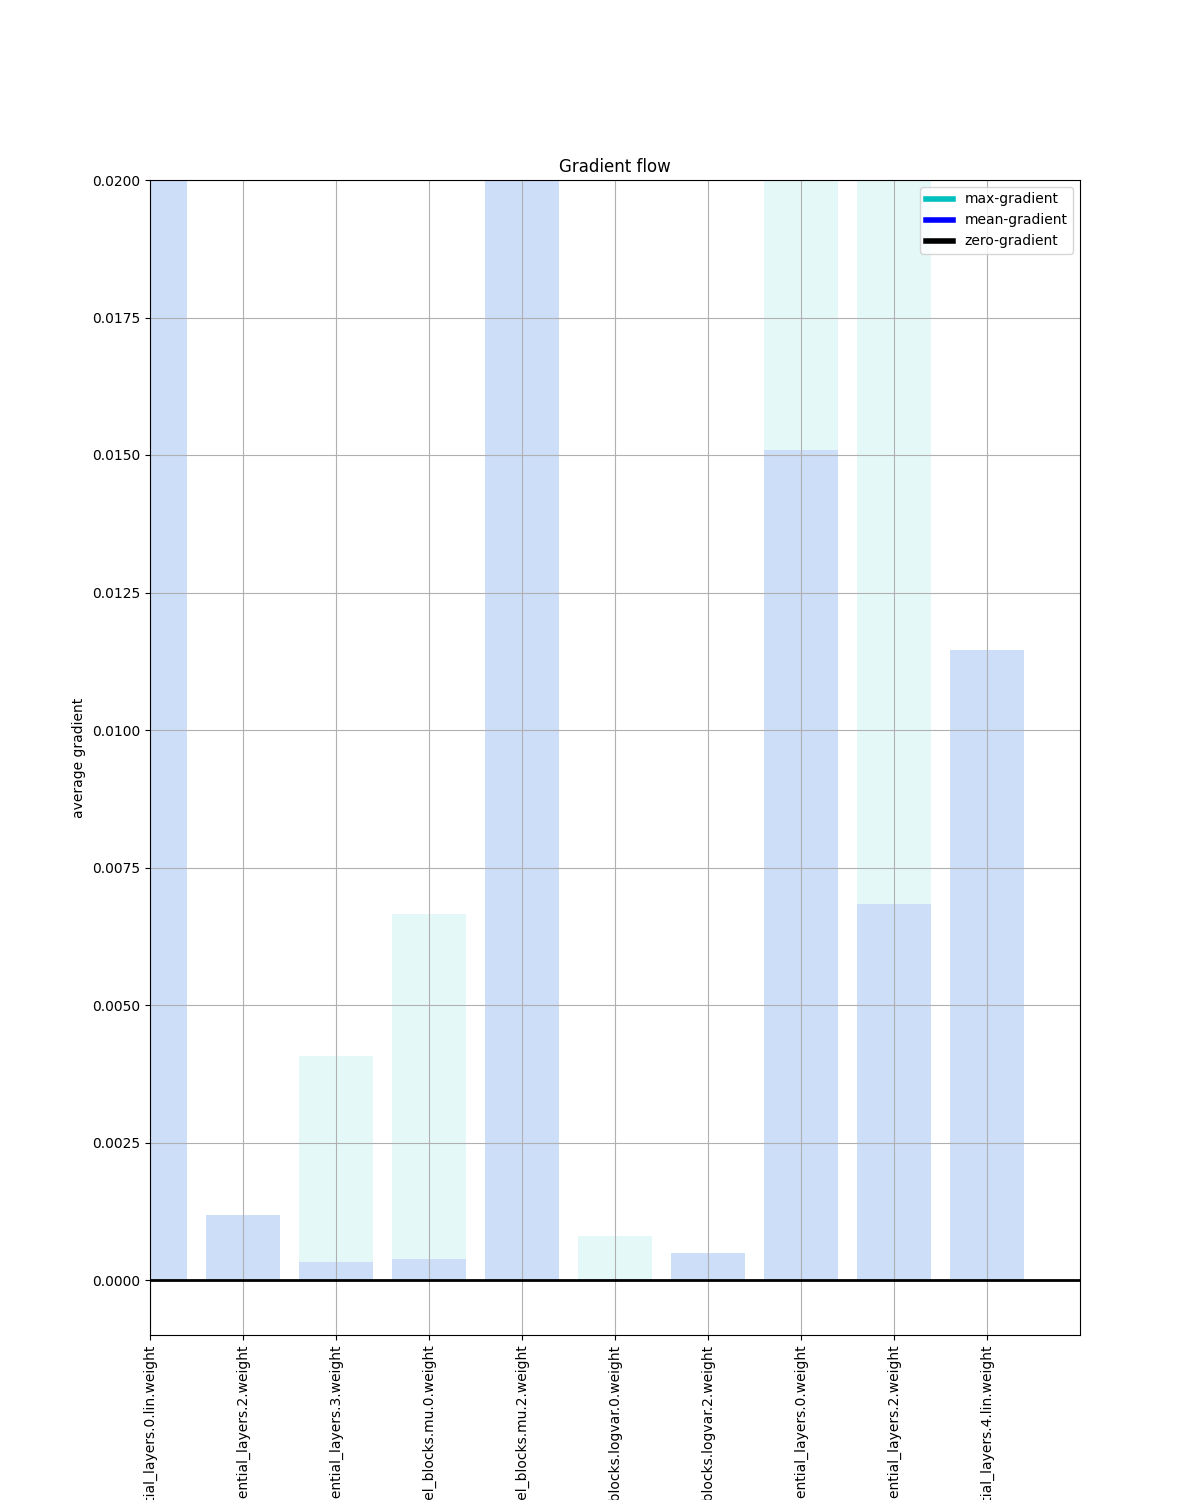 Gradient flow
max-gradient
mean-gradient
zero-gradient
0.0200
0.0175
0.0150
0.0125
0.0100
0.0075
0.0050
0.0025
0.0000
average gradient
tial_layers.0.lin.weight
ential_layers.2.weight
ential_layers.3.weight
el_blocks.mu.0.weight
el_blocks.mu.2.weight
blocks.logvar.0.weight
blocks.logvar.2.weight
ential_layers.0.weight
ential_layers.2.weight
tial_layers.4.lin.weight